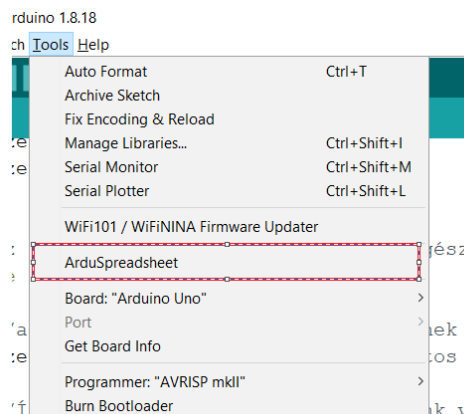 rduino 1.8.18
ch Tools Help
Auto Format Ctrl+T
Archive Sketch
Fix Encoding & Reload
Manage Libraries... Ctrl+Shift+I
Serial Monitor Ctrl+Shift+M
Serial Plotter Ctrl+Shift+L
WiFi101 / WiFiNINA Firmware Updater
ArduSpreadsheet
Board: "Arduino Uno"
Port
Get Board Info
Programmer: "AVRISP mkII"
Burn Bootloader